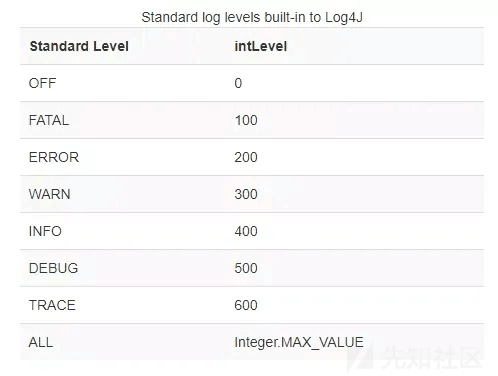 Standard log levels built-in to Log4J
Standard Level intLevel
OFF 0
FATAL 100
ERROR 200
WARN 300
INFO 400
DEBUG 500
TRACE 600
ALL Integer.MAX_VALUE
先知社区